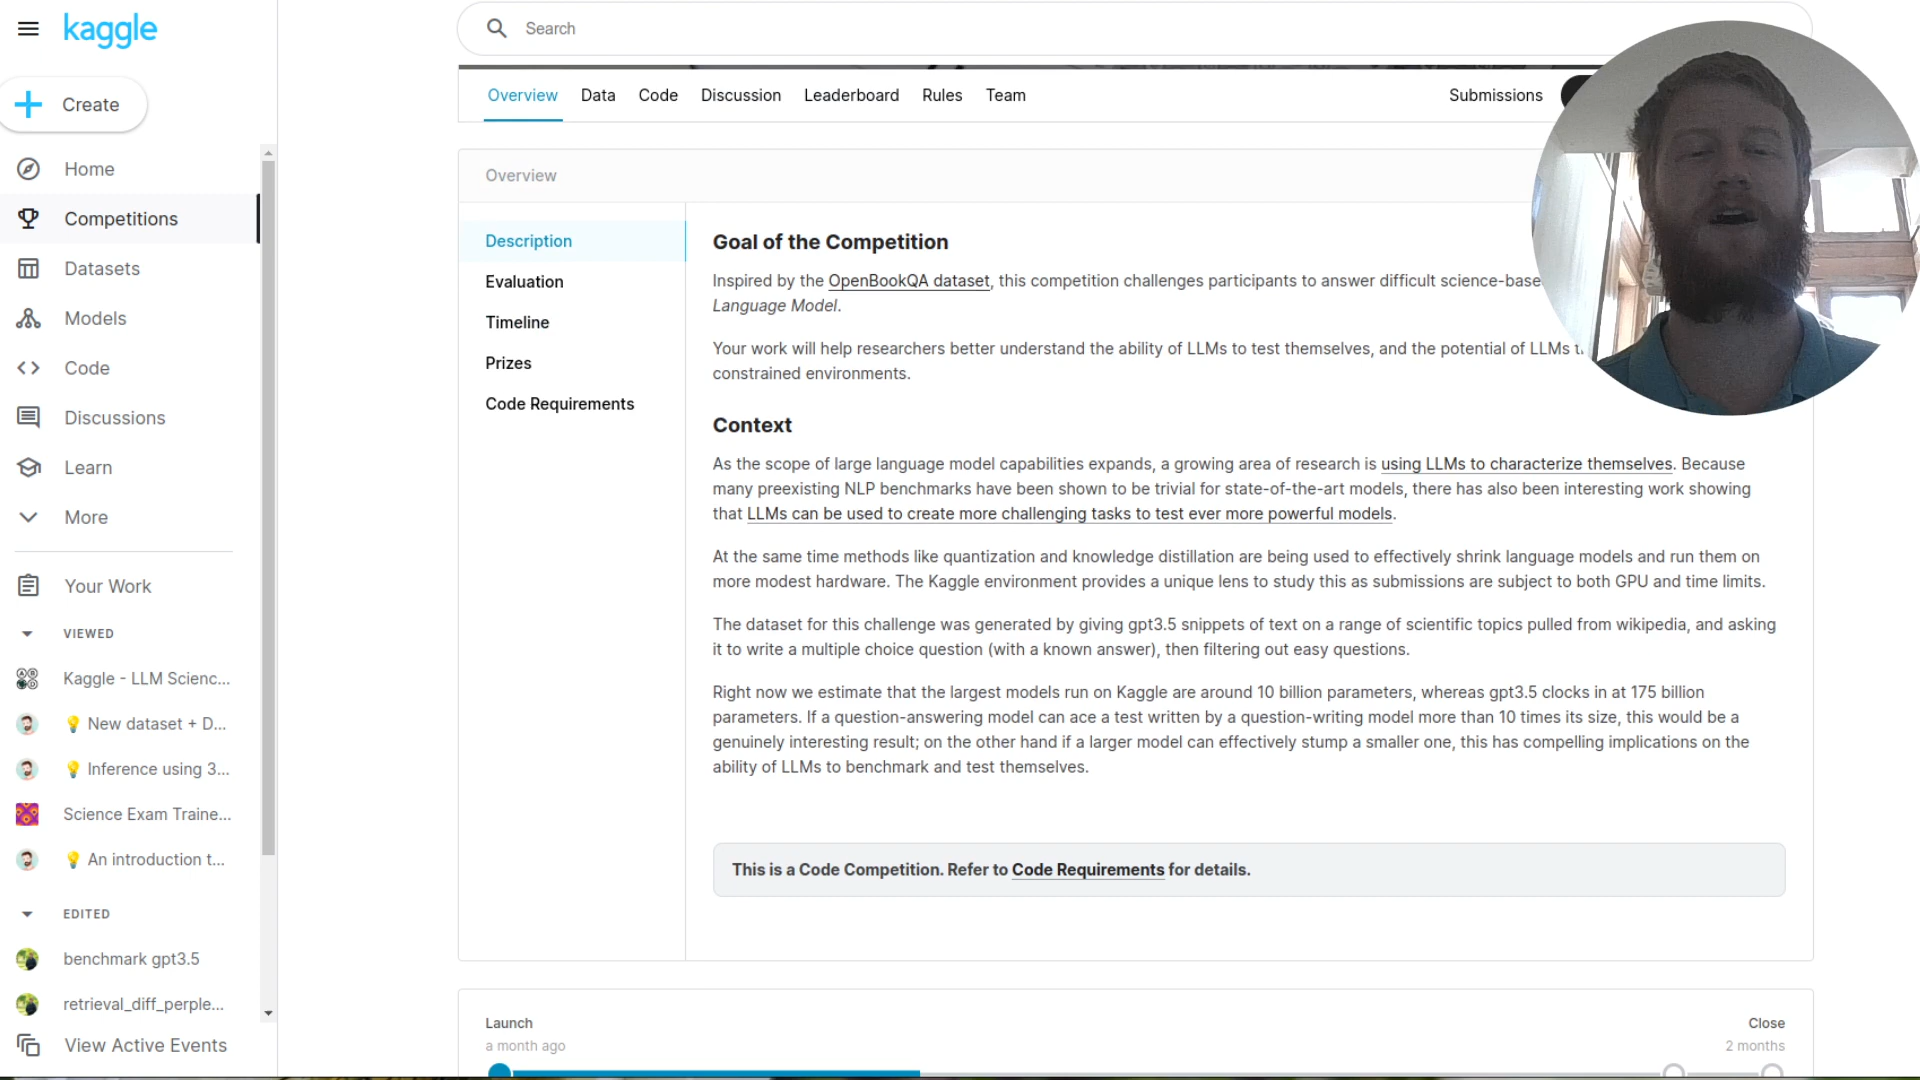 kaggle
Search
Create
Overview Data Code Discussion Leaderboard Rules Team Submissions
Home
Competitions
Datasets
Models
Code
Discussions
Learn
More
Your Work
VIEWED
Kaggle - LLM Scienc...
💡 New dataset + D...
💡 Inference using 3...
Science Exam Traine...
💡 An introduction t...
EDITED
benchmark gpt3.5
retrieval_diff_perple...
View Active Events
Overview
Description
Evaluation
Timeline
Prizes
Code Requirements
Goal of the Competition
Inspired by the OpenBookQA dataset, this competition challenges participants to answer difficult
Language Model.
Your work will help researchers better understand the ability of LLMs to test themselves, and the potential of LLMs
constrained environments.
Context
As the scope of large language model capabilities expands, a growing area of research is using LLMs to characterize themselves. Because
many preexisting NLP benchmarks have been shown to be trivial for state-of-the-art models, there has also been interesting work showing
that LLMs can be used to create more challenging tasks to test ever more powerful models.
At the same time methods like quantization and knowledge distillation are being used to effectively shrink language models and run them on
more modest hardware. The Kaggle environment provides a unique lens to study this as submissions are subject to both GPU and time limits.
The dataset for this challenge was generated by giving gpt3.5 snippets of text on a range of scientific topics pulled from wikipedia, and asking
it to write a multiple choice question (with a known answer), then filtering out easy questions.
Right now we estimate that the largest models run on Kaggle are around 10 billion parameters, whereas gpt3.5 clocks in at 175 billion
parameters. If a question-answering model can ace a test written by a question-writing model more than 10 times its size, this would be a
genuinely interesting result; on the other hand if a larger model can effectively stump a smaller one, this has compelling implications on the
ability of LLMs to benchmark and test themselves.
This is a Code Competition. Refer to Code Requirements for details.
Launch
a month ago
Close
2 months